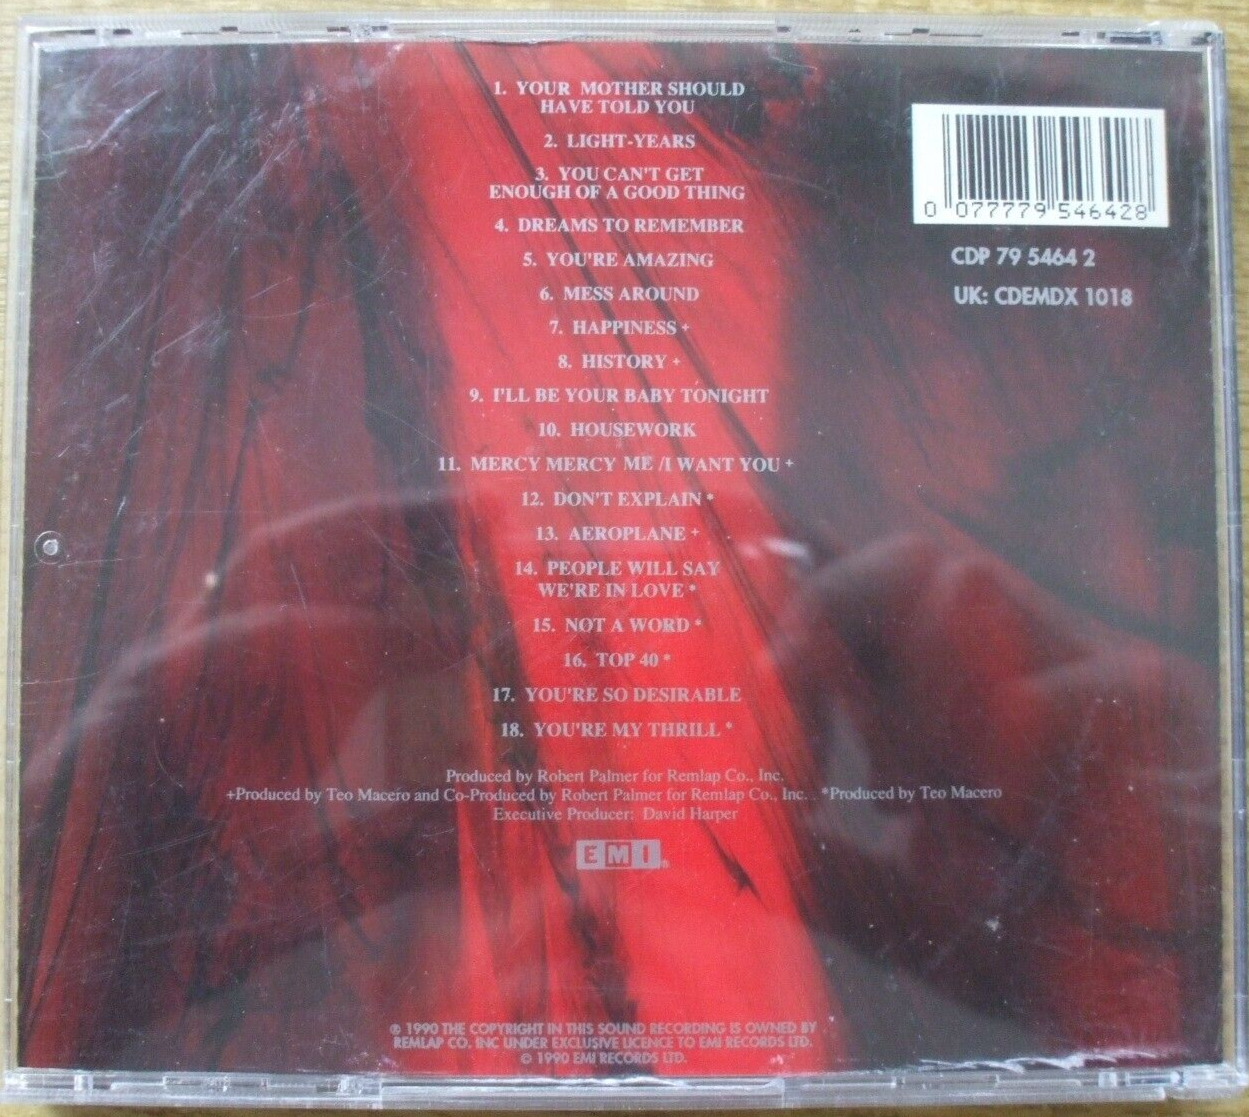 1. YOUR MOTHER SHOULD
HAVE TOLD YOU
2. LIGHT-YEARS
3. YOU CAN'T GET
ENOUGH OF A GOOD THING
4. DREAMS TO REMEMBER
5. YOU'RE AMAZING
6. MESS AROUND
7. HAPPINESS +
8. HISTORY +
9. I'LL BE YOUR BABY TONIGHT
10. HOUSEWORK
11. MERCY MERCY ME /I WANT YOU +
12. DON'T EXPLAIN *
13. AEROPLANE +
14. PEOPLE WILL SAY
WE'RE IN LOVE *
15. NOT A WORD *
16. TOP 40 *
17. YOU'RE SO DESIRABLE
18. YOU'RE MY THRILL *
Produced by Robert Palmer for Remlap Co., Inc.
+Produced by Teo Macero and Co-Produced by Robert Palmer for Remlap Co., Inc. *Produced by Teo Macero
Executive Producer: David Harper
EMI®
℗ 1990 THE COPYRIGHT IN THIS SOUND RECORDING IS OWNED BY
REMLAP CO. INC UNDER EXCLUSIVE LICENCE TO EMI RECORDS LTD.
© 1990 EMI RECORDS LTD.
0 077779 546428
CDP 79 5464 2
UK: CDEMDX 1018